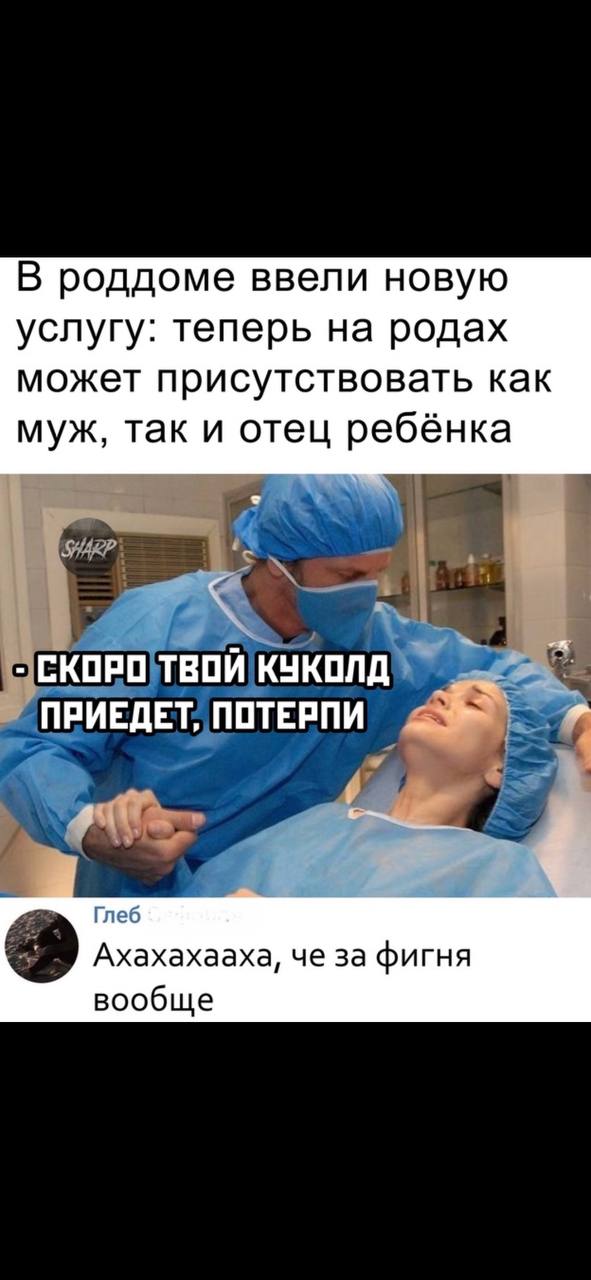 В роддоме ввели новую
услугу: теперь на родах
может присутствовать как
муж, так и отец ребёнка
SHARP
- СКОРО ТВОЙ КУКОЛД
ПРИЕДЕТ, ПОТЕРПИ
Глеб
Ахахахааха, че за фигня
вообще